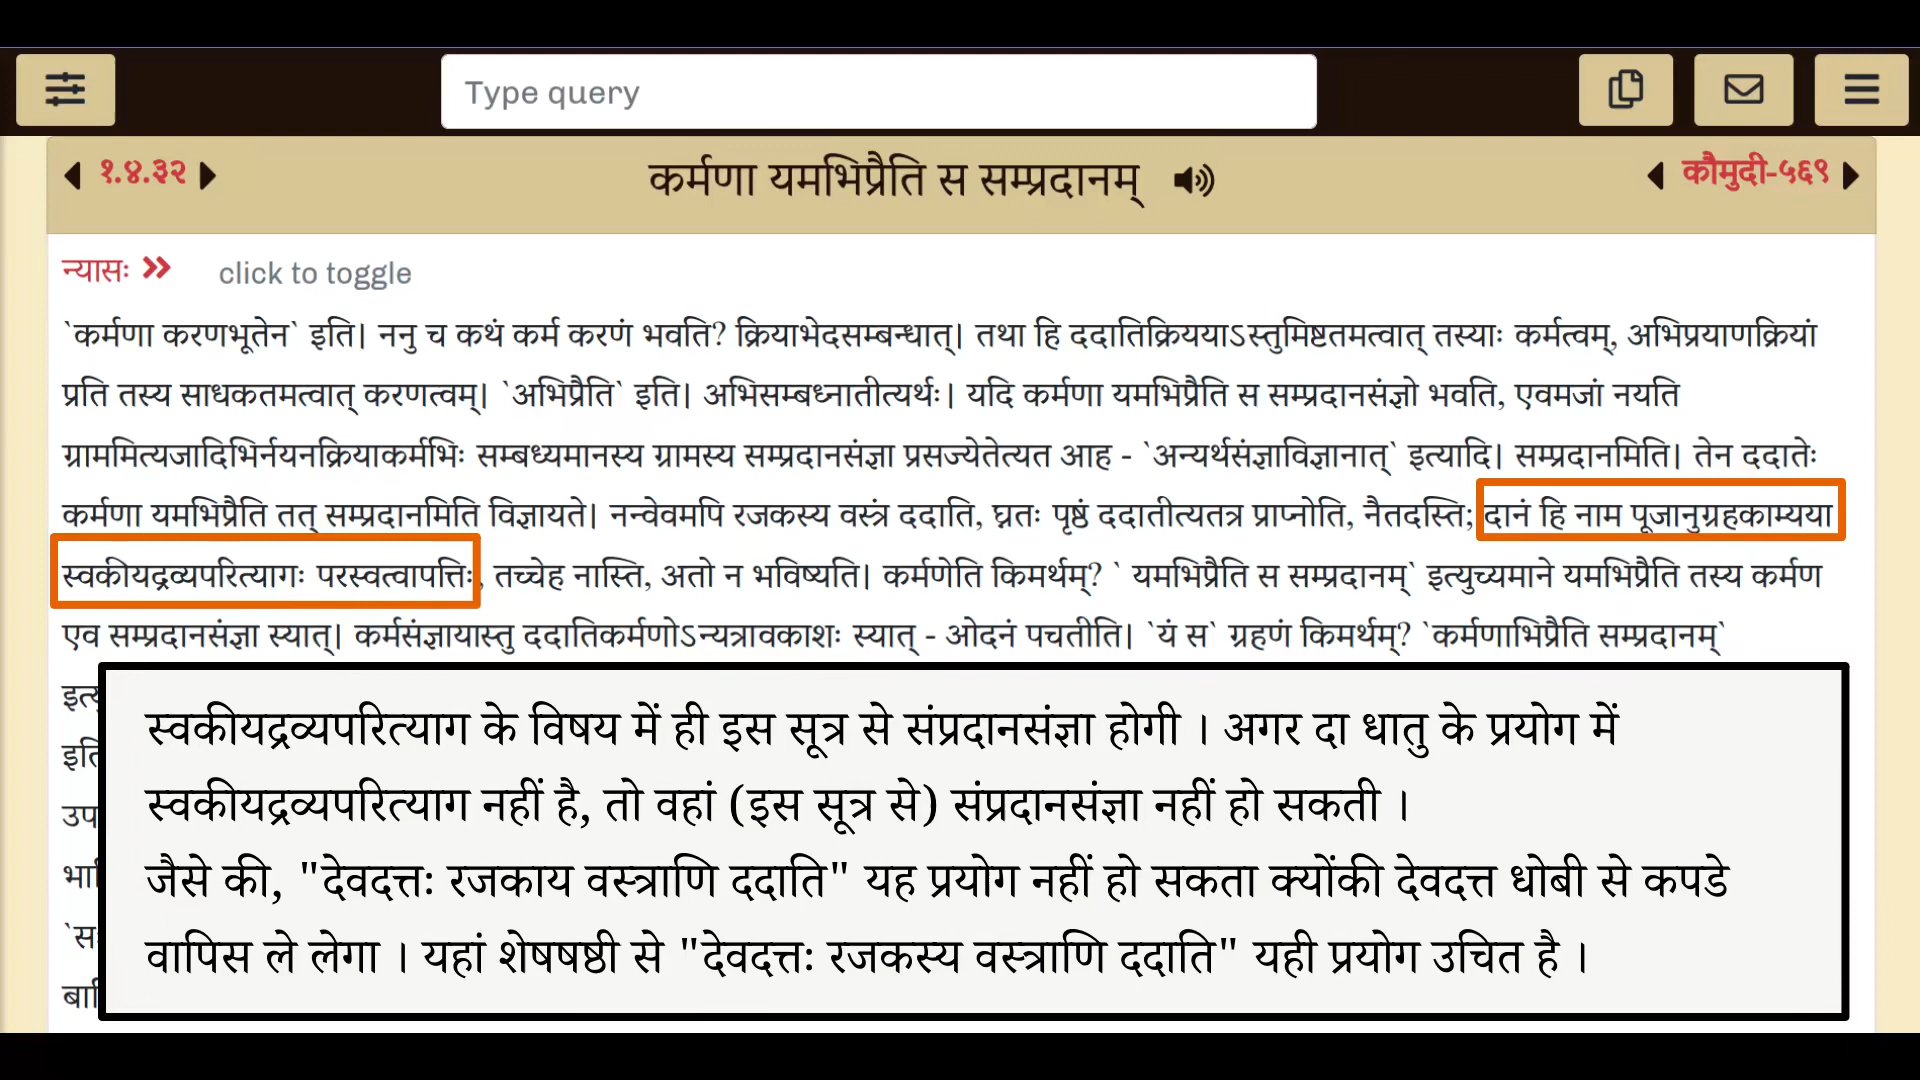 Type query
१.४.३२
कर्मणा यमभिप्रैति स सम्प्रदानम्
कौमुदी-५६९
न्यासः click to toggle
`कर्मणा करणभूतेन` इति। ननु च कथं कर्म करणं भवति? क्रियाभेदसम्बन्धात्। तथा हि ददातिक्रिययाऽस्तुमिष्टतमत्वात् तस्याः कर्मत्वम्, अभिप्रयाणक्रियां
प्रति तस्य साधकतमत्वात् करणत्वम्। `अभिप्रैति` इति। अभिसम्बध्नातीत्यर्थः। यदि कर्मणा यमभिप्रैति स सम्प्रदानसंज्ञो भवति, एवमजां नयति
ग्राममित्यजादिभिर्नयनक्रियाकर्मभिः सम्बध्यमानस्य ग्रामस्य सम्प्रदानसंज्ञा प्रसज्येतेत्यत आह - `अन्यर्थसंज्ञाविज्ञानात्` इत्यादि। सम्प्रदानमिति। तेन ददातेः
कर्मणा यमभिप्रैति तत् सम्प्रदानमिति विज्ञायते। नन्वेवमपि रजकस्य वस्त्रं ददाति, घ्नतः पृष्ठं ददातीत्यतत्र प्राप्नोति, नैतदस्ति; दानं हि नाम पूजानुग्रहकाम्यया
स्वकीयद्रव्यपरित्यागः परस्वत्वापत्तिः, तच्चेह नास्ति, अतो न भविष्यति। कर्मणेति किमर्थम्? ` यमभिप्रैति स सम्प्रदानम्` इत्युच्यमाने यमभिप्रैति तस्य कर्मण
एव सम्प्रदानसंज्ञा स्यात्। कर्मसंज्ञायास्तु ददातिकर्मणोऽन्यत्रावकाशः स्यात् - ओदनं पचतीति। `यं स` ग्रहणं किमर्थम्? `कर्मणाभिप्रैति सम्प्रदानम्`
स्वकीयद्रव्यपरित्याग के विषय में ही इस सूत्र से संप्रदानसंज्ञा होगी । अगर दा धातु के प्रयोग में
स्वकीयद्रव्यपरित्याग नहीं है, तो वहां (इस सूत्र से) संप्रदानसंज्ञा नहीं हो सकती ।
जैसे की, "देवदत्तः रजकाय वस्त्राणि ददाति" यह प्रयोग नहीं हो सकता क्योंकी देवदत्त धोबी से कपडे
वापिस ले लेगा । यहां शेषषष्ठी से "देवदत्तः रजकस्य वस्त्राणि ददाति" यही प्रयोग उचित है ।